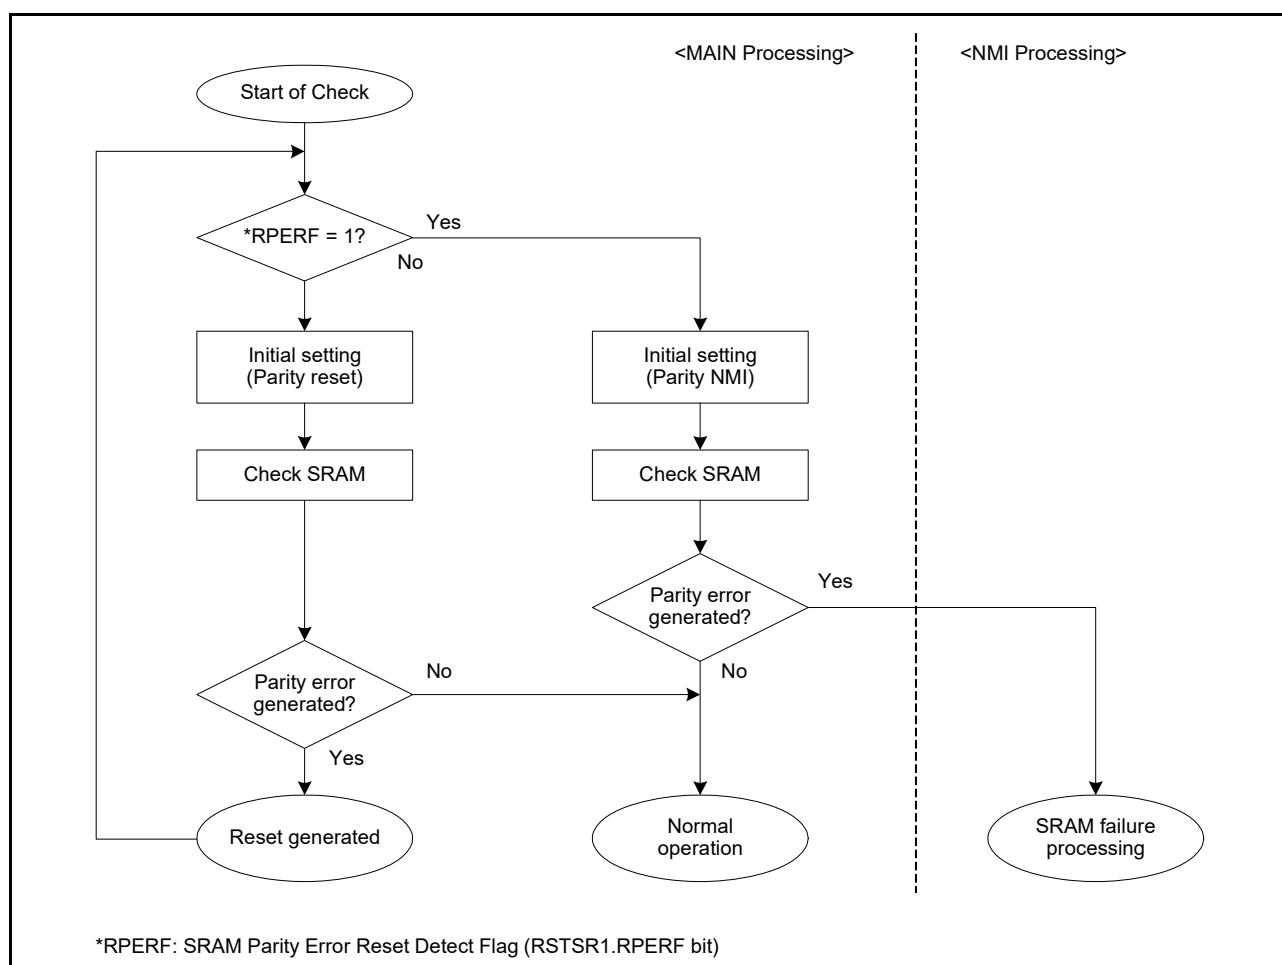 <MAIN Processing>
<NMI Processing>
Start of Check
*RPERF = 1?
Yes
No
Initial setting
(Parity reset)
Initial setting
(Parity NMI)
Check SRAM
Check SRAM
Parity error
generated?
Yes
No
Parity error
generated?
No
Yes
Reset generated
Normal
operation
SRAM failure
processing
*RPERF: SRAM Parity Error Reset Detect Flag (RSTSR1.RPERF bit)